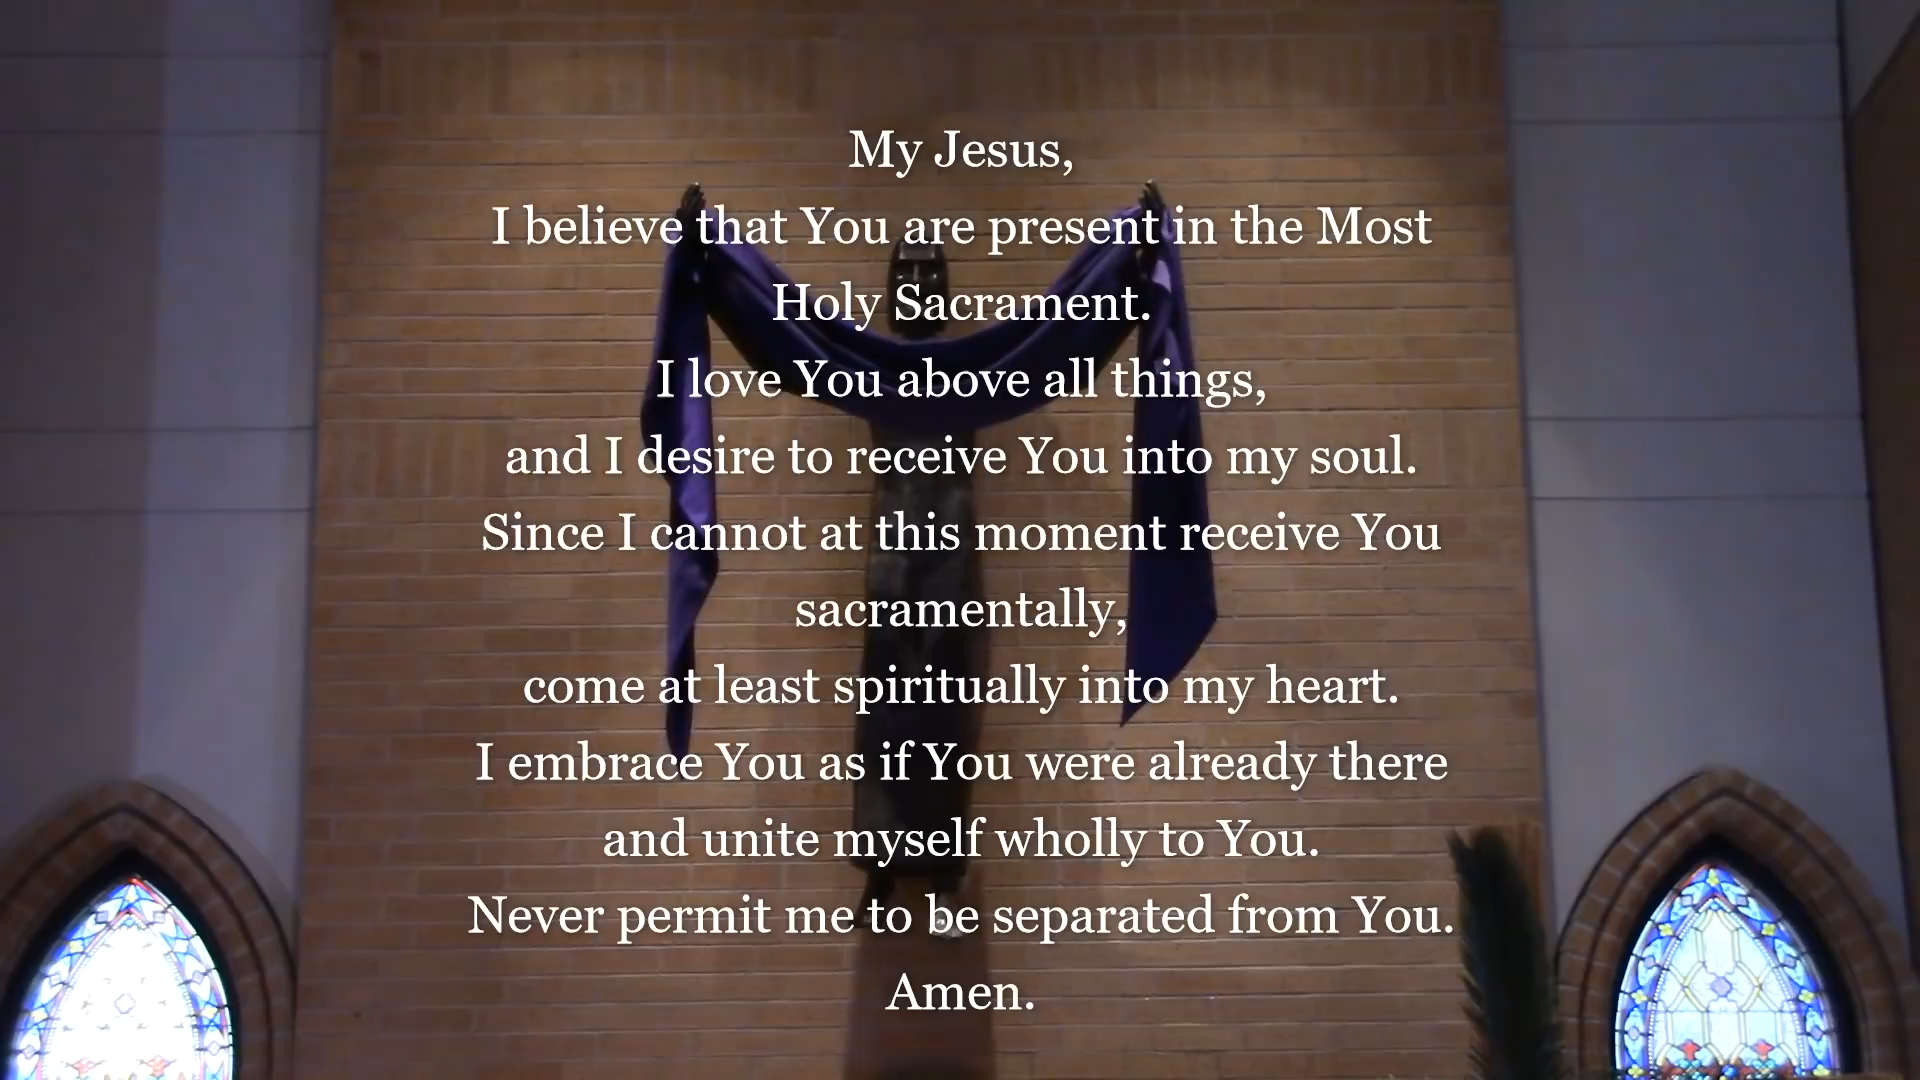 My Jesus,
I believe that You are present in the Most
Holy Sacrament.
I love You above all things,
and I desire to receive You into my soul.
Since I cannot at this moment receive You
sacramentally,
come at least spiritually into my heart.
I embrace You as if You were already there
and unite myself wholly to You.
Never permit me to be separated from You.
Amen.